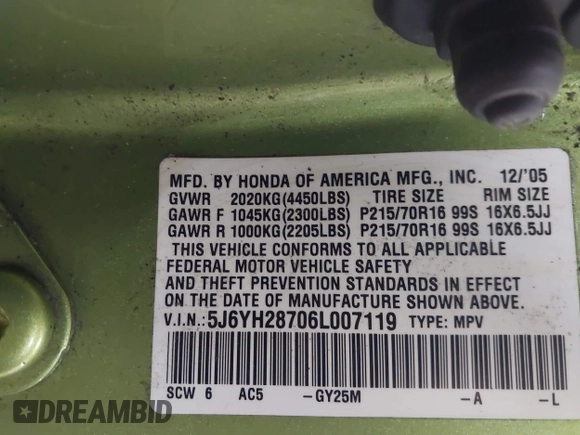 MFD. BY HONDA OF AMERICA MFG., INC. 12/'05
GVWR 2020KG(4450LBS) TIRE SIZE RIM SIZE
GAWR F 1045KG(2300LBS) P215/70R16 99S 16X6.5JJ
GAWR R 1000KG(2205LBS) P215/70R16 99S 16X6.5JJ
THIS VEHICLE CONFORMS TO ALL APPLICABLE
FEDERAL MOTOR VEHICLE SAFETY
AND THEFT PREVENTION STANDARDS IN EFFECT
ON THE DATE OF MANUFACTURE SHOWN ABOVE.
V.I.N.: 5J6YH28706L007119 TYPE: MPV
SCW 6 AC5 -GY25M -A -L
DREAMBID